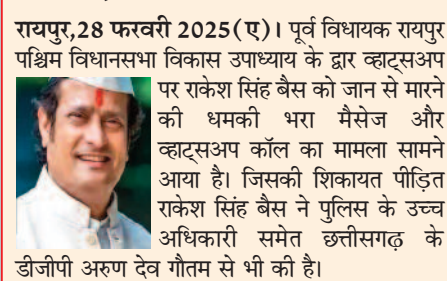 रायपुर,28 फरवरी 2025(ए)। पूर्व विधायक रायपुर
पश्चिम विधानसभा विकास उपाध्याय के द्वार व्हाट्सअप
पर राकेश सिंह बैस को जान से मारने
की धमकी भरा मैसेज और
व्हाट्सअप कॉल का मामला सामने
आया है। जिसकी शिकायत पीड़ित
राकेश सिंह बैस ने पुलिस के उच्च
अधिकारी समेत छत्तीसगढ़ के
डीजीपी अरुण देव गौतम से भी की है।